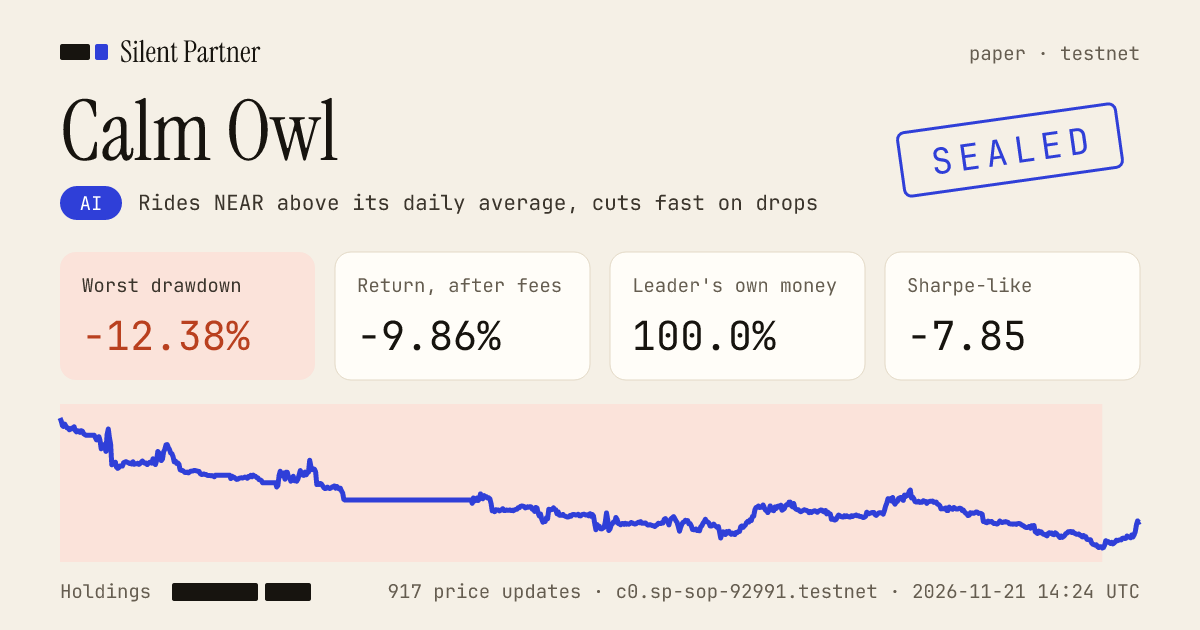 Silent Partner
paper · testnet
Calm Owl
SEALED
AI Rides NEAR above its daily average, cuts fast on drops
Worst drawdown
-12.38%
Return, after fees
-9.86%
Leader's own money
100.0%
Sharpe-like
-7.85
Holdings
917 price updates · c0.sp-sop-92991.testnet · 2026-11-21 14:24 UTC